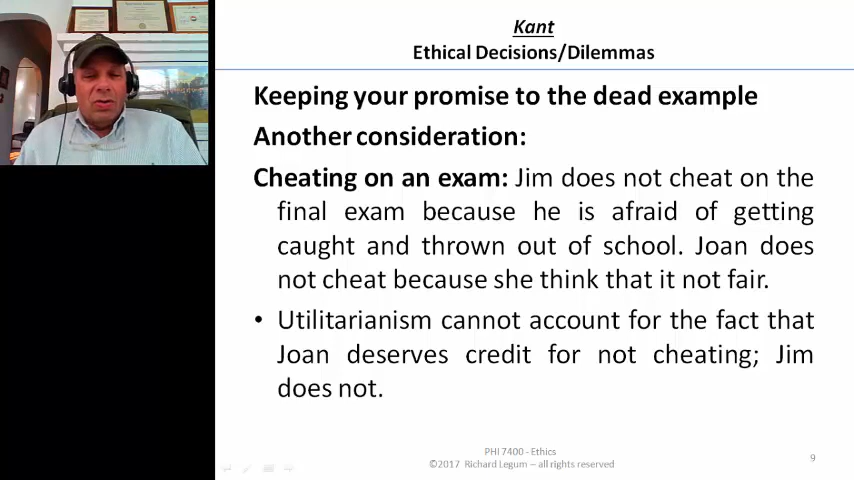 Kant
Ethical Decisions/Dilemmas
Keeping your promise to the dead example
Another consideration:
Cheating on an exam: Jim does not cheat on the
final exam because he is afraid of getting
caught and thrown out of school. Joan does
not cheat because she think that it not fair.
• Utilitarianism cannot account for the fact that
Joan deserves credit for not cheating; Jim
does not.
PHI 7400 - Ethics
©2017 Richard Legum – all rights reserved
9